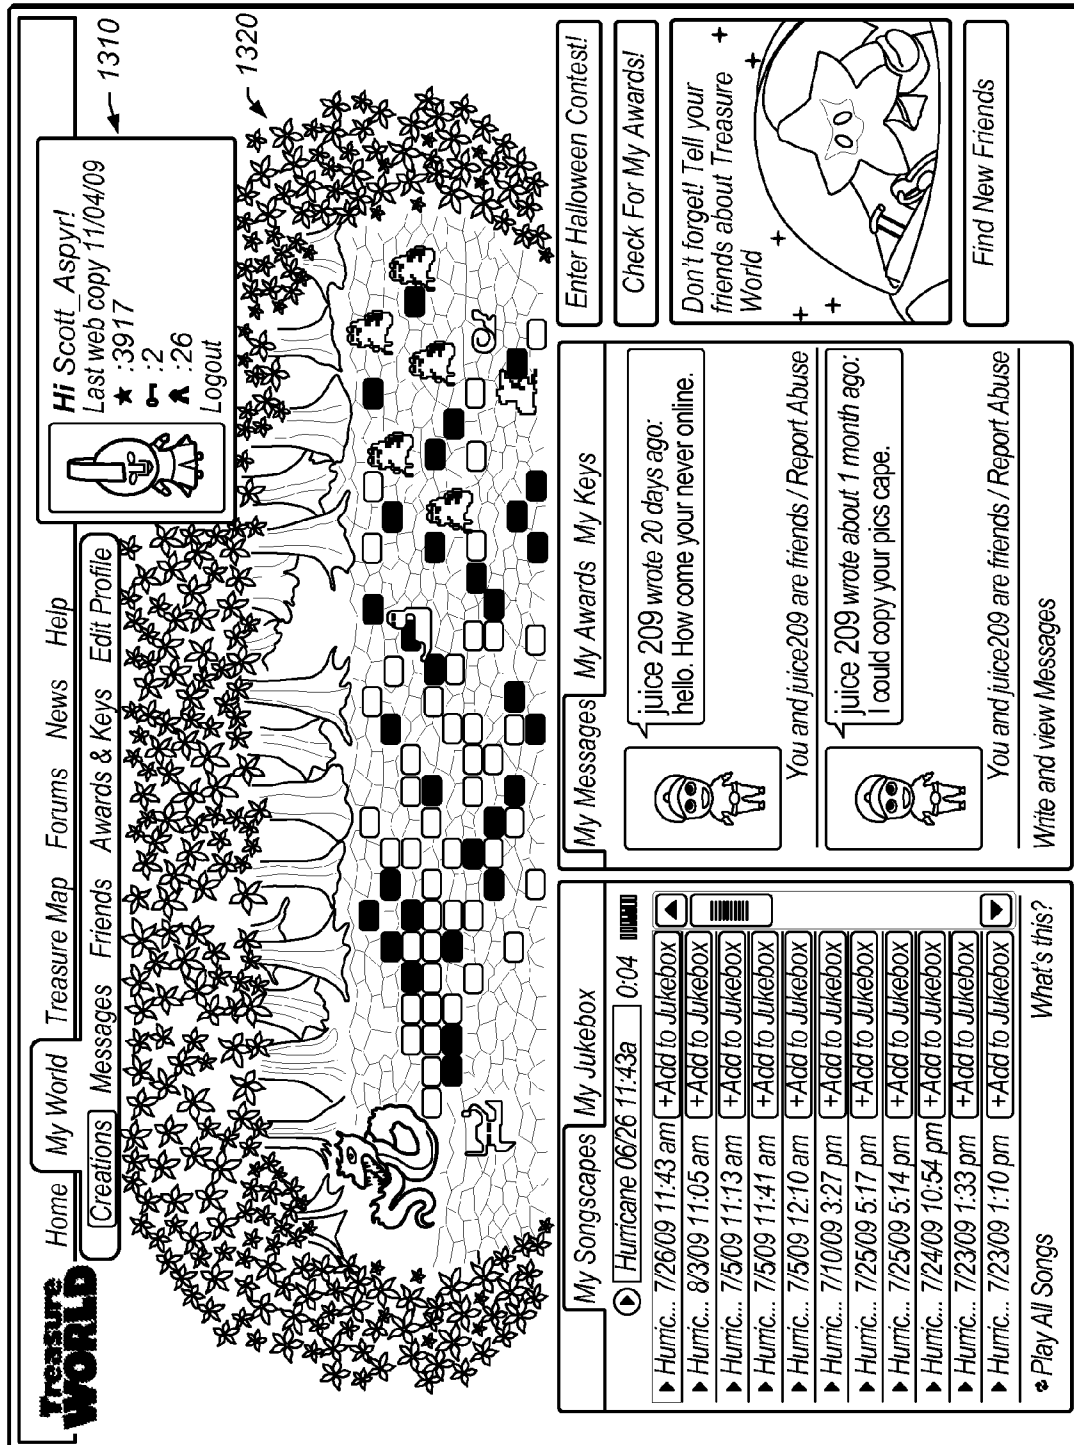 Treasure
WORLD
Home My World Treasure Map Forums News Help
Creations Messages Friends Awards & Keys Edit Profile
Hi Scott_Aspyr!
Last web copy 11/04/09
:3917
:2
:26
Logout
1310
1320
My Songscapes My Jukebox
Hurricane 06/26 11:43a 0:04
Hurric... 7/26/09 11:43 am +Add to Jukebox
Hurric... 8/3/09 11:05 am +Add to Jukebox
Hurric... 7/5/09 11:13 am +Add to Jukebox
Hurric... 7/5/09 11:41 am +Add to Jukebox
Hurric... 7/5/09 12:10 am +Add to Jukebox
Hurric... 7/10/09 3:27 pm +Add to Jukebox
Hurric... 7/25/09 5:17 pm +Add to Jukebox
Hurric... 7/25/09 5:14 pm +Add to Jukebox
Hurric... 7/24/09 10:54 pm +Add to Jukebox
Hurric... 7/23/09 1:33 pm +Add to Jukebox
Hurric... 7/23/09 1:10 pm +Add to Jukebox
Play All Songs What's this?
My Messages My Awards My Keys
juice 209 wrote 20 days ago:
hello. How come your never online.
You and juice209 are friends / Report Abuse
juice 209 wrote about 1 month ago:
I could copy your pics cape.
You and juice209 are friends / Report Abuse
Write and view Messages
Enter Halloween Contest!
Check For My Awards!
Don't forget! Tell your
friends about Treasure
World
Find New Friends